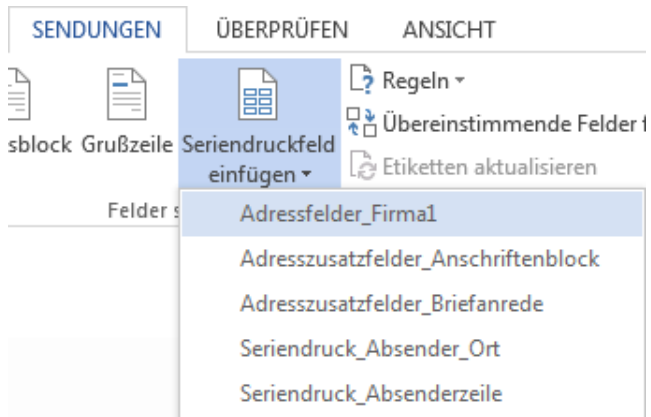 SENDUNGEN ÜBERPRÜFEN ANSICHT
Regeln
Übereinstimmende Felder
sblock Grußzeile Seriendruckfeld
einfügen
Etiketten aktualisieren
Felder s
Adressfelder_Firma1
Adresszusatzfelder_Anschriftenblock
Adresszusatzfelder_Briefanrede
Seriendruck_Absender_Ort
Seriendruck_Absenderzeile